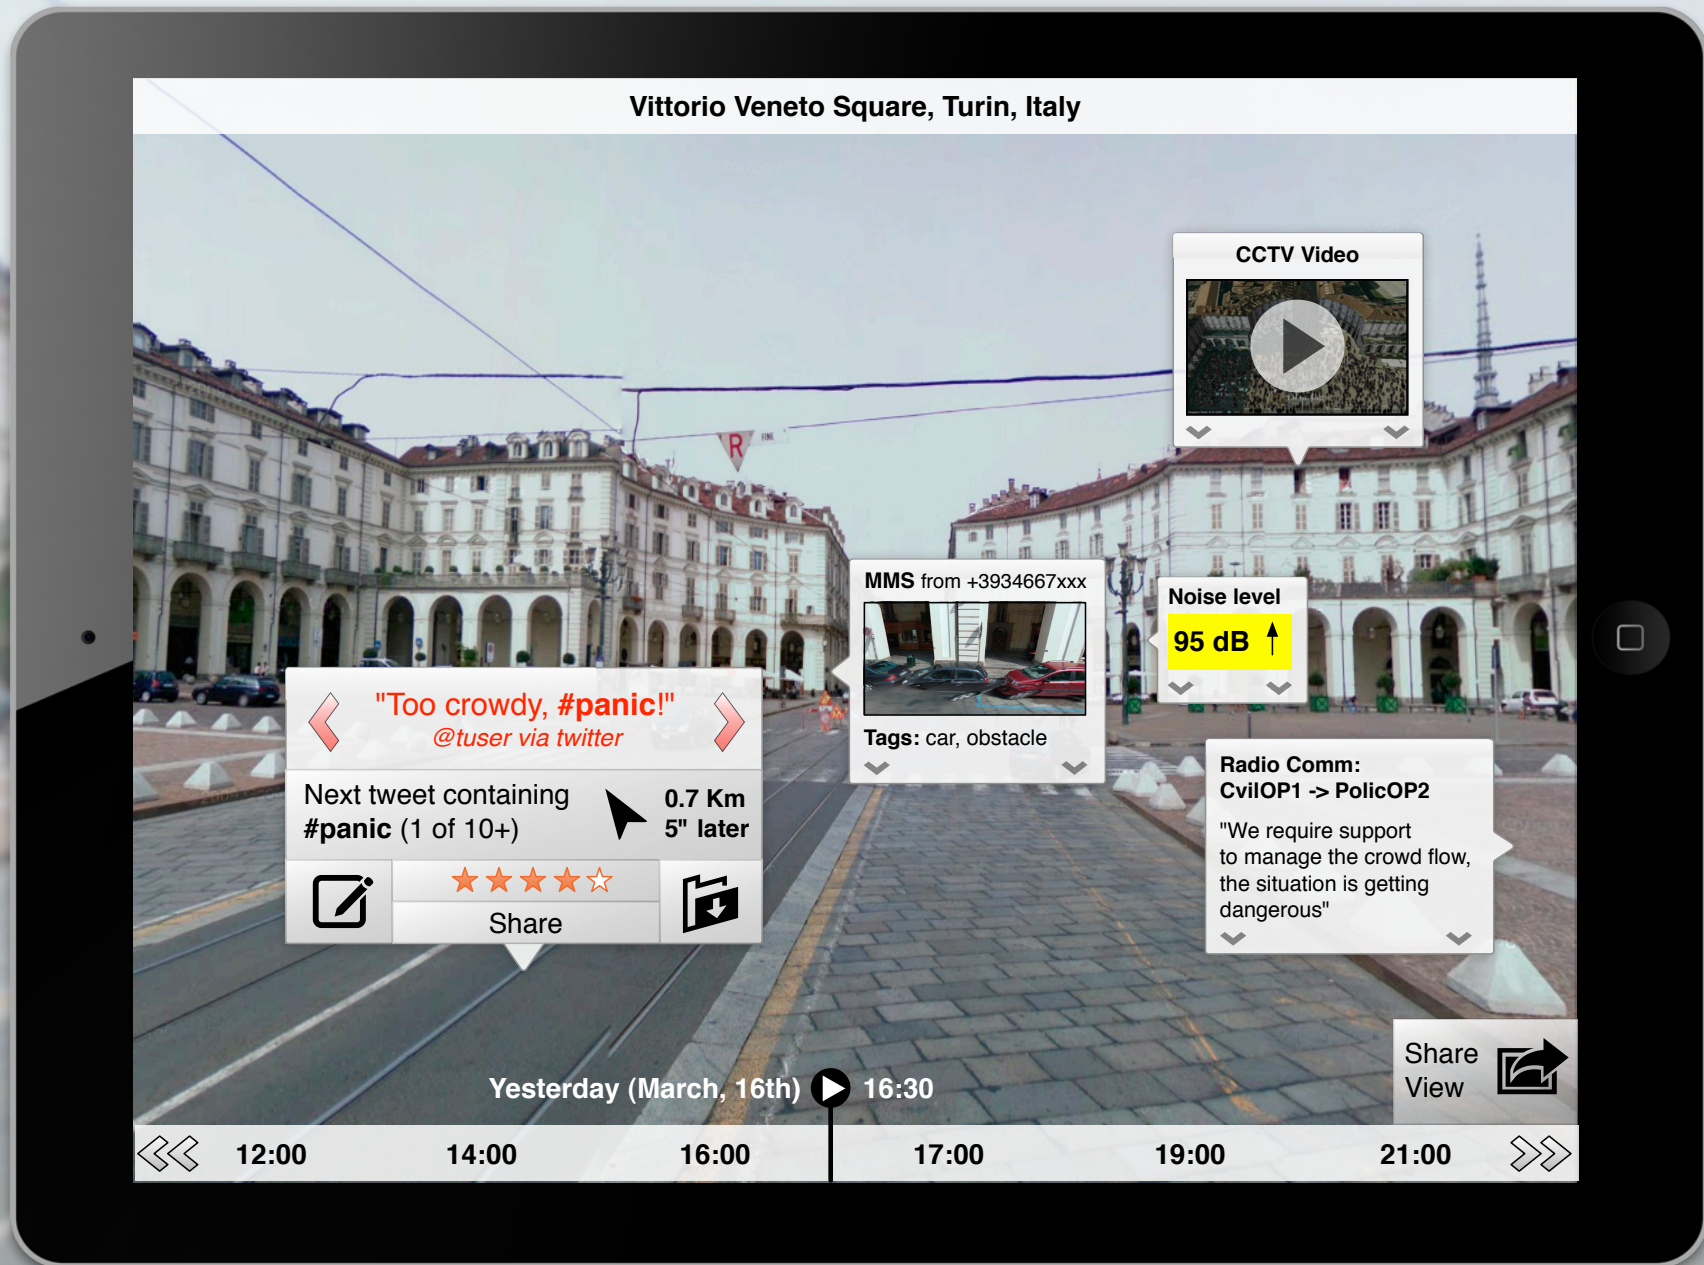 Vittorio Veneto Square, Turin, Italy
CCTV Video
R
FINE
MMS from +3934667xxx
Tags: car, obstacle
Noise level
95 dB
"Too crowdy, #panic!"
@tuser via twitter
Next tweet containing
#panic (1 of 10+)
0.7 Km
5" later
Share
Radio Comm:
CvilOP1 -> PolicOP2
"We require support
to manage the crowd flow,
the situation is getting
dangerous"
Share
View
Yesterday (March, 16th) 16:30
12:00 14:00 16:00 17:00 19:00 21:00